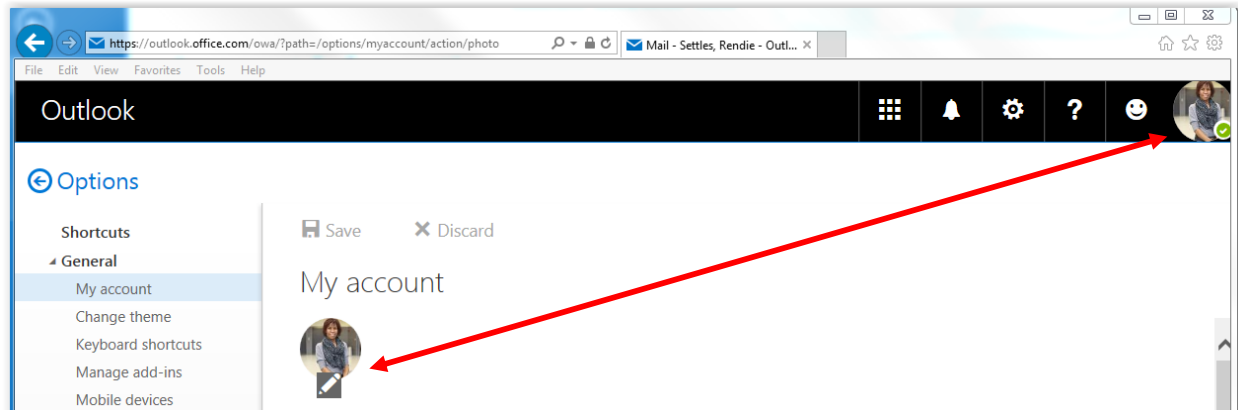 https://outlook.office.com/owa/?path=/options/myaccount/action/photo
Mail - Settles, Rendie - Outl...
File Edit View Favorites Tools Help
Outlook
?
Options
Shortcuts
Save Discard
General
My account
My account
Change theme
Keyboard shortcuts
Manage add-ins
Mobile devices